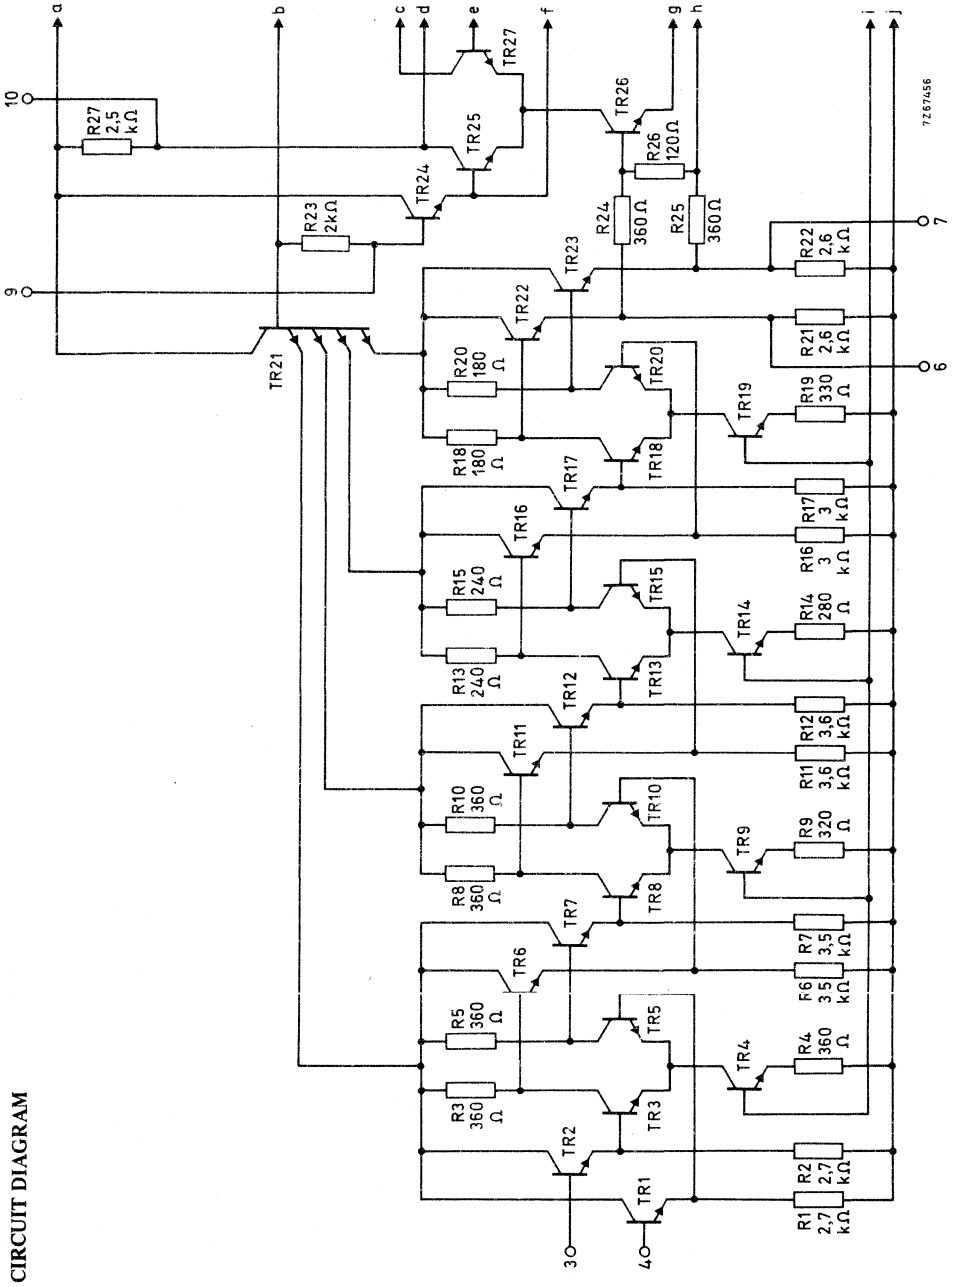 CIRCUIT DIAGRAM
a
b
c
d
e
f
g
h
i
j
10
R27
2,5
kΩ
TR27
TR25
TR26
R26
120Ω
TR24
R23
2kΩ
R24
360Ω
R25
360Ω
9
TR21
TR23
TR22
R22
2,6
kΩ
7
R21
2,6
kΩ
6
R20
180
Ω
R18
180
Ω
TR20
TR18
TR19
R19
330
Ω
TR17
TR16
R17
3
kΩ
R16
3
kΩ
R15
240
Ω
R13
240
Ω
TR15
TR13
TR14
R14
280
Ω
TR12
TR11
R12
3,6
kΩ
R11
3,6
kΩ
R10
360
Ω
R8
360
Ω
TR10
TR8
TR9
R9
320
Ω
TR7
TR6
R7
3,5
kΩ
R6
3,5
kΩ
R5
360
Ω
R3
360
Ω
TR5
TR3
TR4
R4
360
Ω
TR2
TR1
R2
2,7
kΩ
R1
2,7
kΩ
3
4
7Z67456